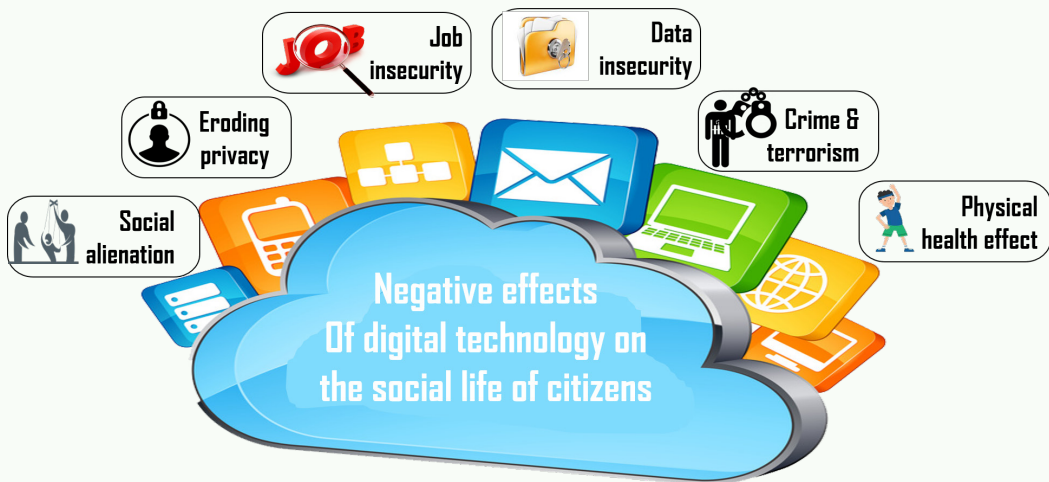 JOB
Job
insecurity
Data
insecurity
Eroding
privacy
Crime &
terrorism
Social
alienation
Physical
health effect
Negative effects
Of digital technology on
the social life of citizens